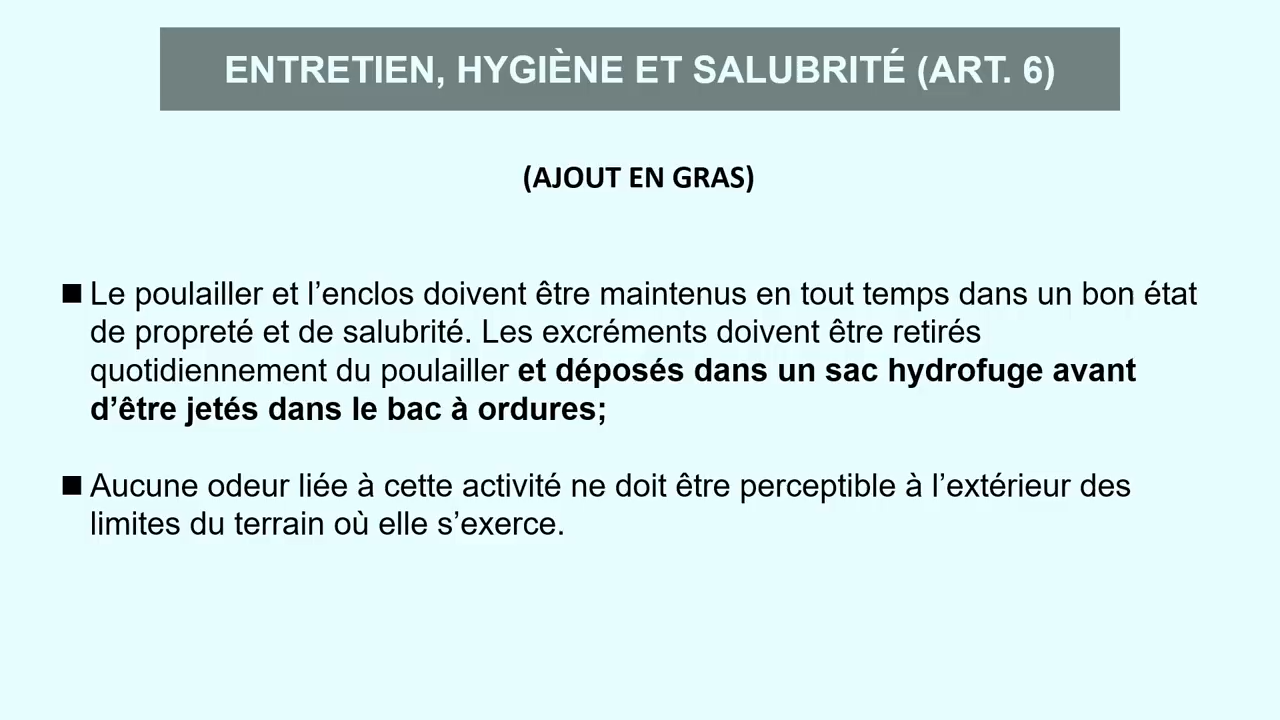 ENTRETIEN, HYGIÈNE ET SALUBRITÉ (ART. 6)
(AJOUT EN GRAS)
■ Le poulailler et l’enclos doivent être maintenus en tout temps dans un bon état
de propreté et de salubrité. Les excréments doivent être retirés
quotidiennement du poulailler et déposés dans un sac hydrofuge avant
d’être jetés dans le bac à ordures;
■ Aucune odeur liée à cette activité ne doit être perceptible à l’extérieur des
limites du terrain où elle s’exerce.